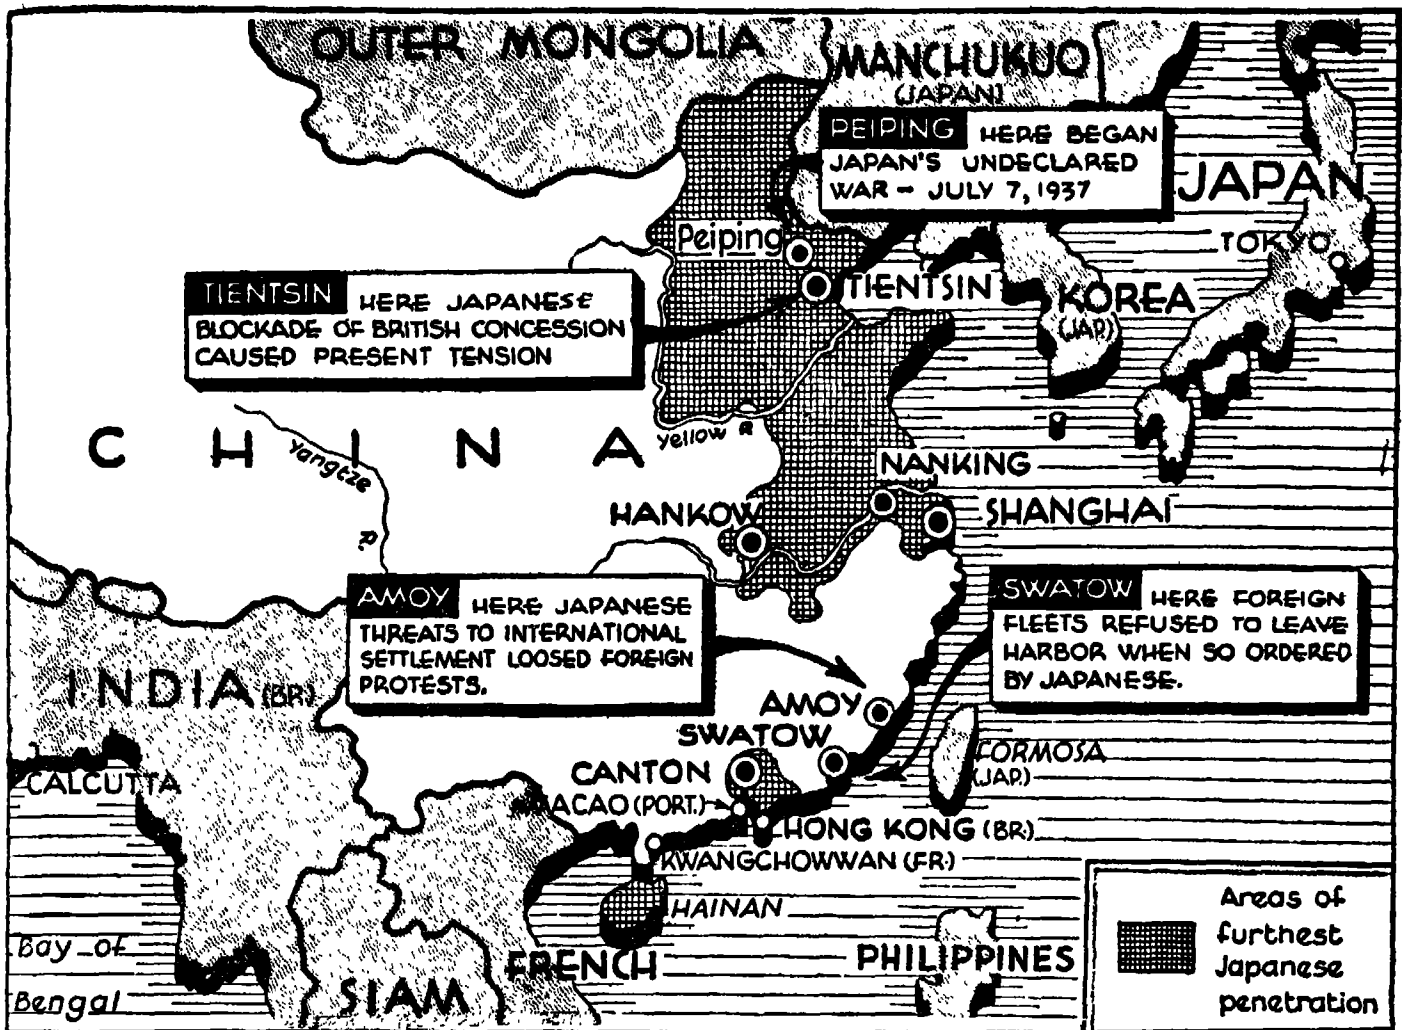 OUTER MONGOLIA
MANCHUKUO
(JAPAN)
PEIPING HERE BEGAN
JAPAN'S UNDECLARED
WAR – JULY 7, 1937
JAPAN
TOKYO
Peiping
TIENTSIN
KOREA
(JAP.)
TIENTSIN HERE JAPANESE
BLOCKADE OF BRITISH CONCESSION
CAUSED PRESENT TENSION
CHINA
Yellow R
Yangtze
R.
NANKING
HANKOW
SHANGHAI
AMOY HERE JAPANESE
THREATS TO INTERNATIONAL
SETTLEMENT LOOSED FOREIGN
PROTESTS.
SWATOW HERE FOREIGN
FLEETS REFUSED TO LEAVE
HARBOR WHEN SO ORDERED
BY JAPANESE.
INDIA (BR.)
AMOY
SWATOW
CALCUTTA
CANTON
FORMOSA
(JAP.)
MACAO (PORT.)
HONG KONG (BR.)
KWANGCHOWWAN (FR.)
HAINAN
Bay of
Bengal
SIAM
FRENCH
PHILIPPINES
Areas of
furthest
Japanese
penetration